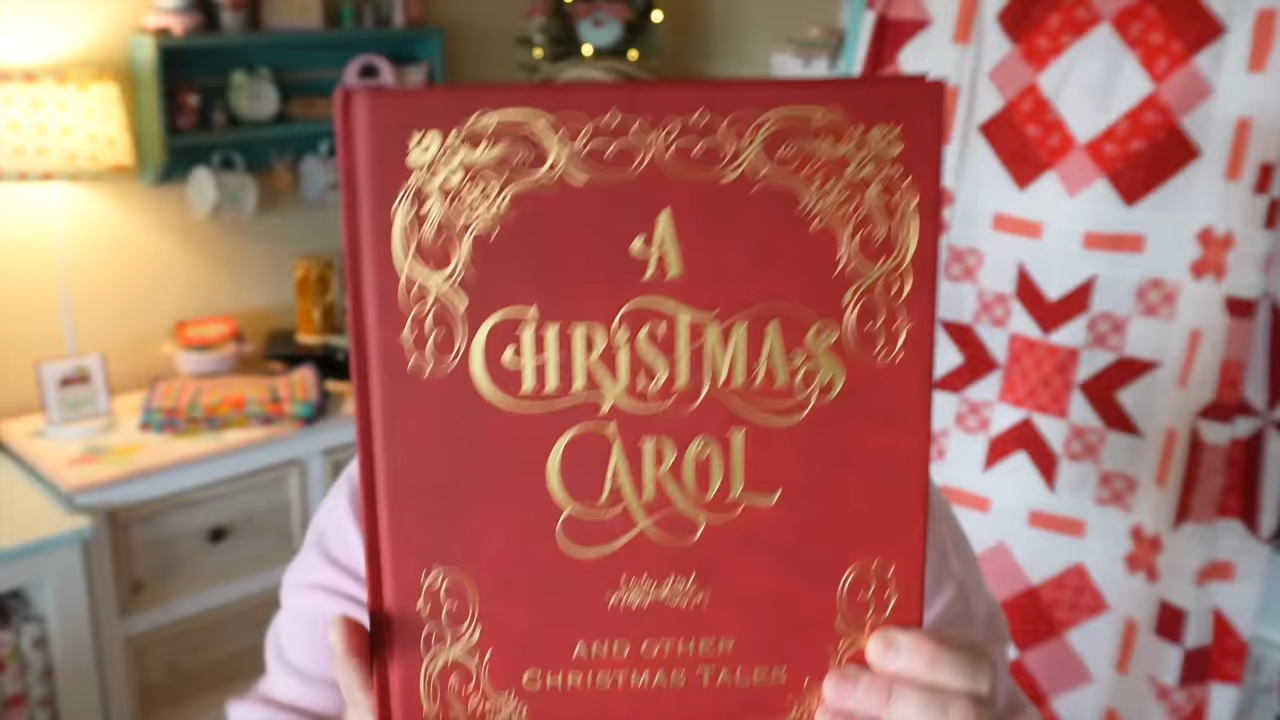 A
CHRISTMAS
CAROL
AND OTHER
CHRISTMAS TALES